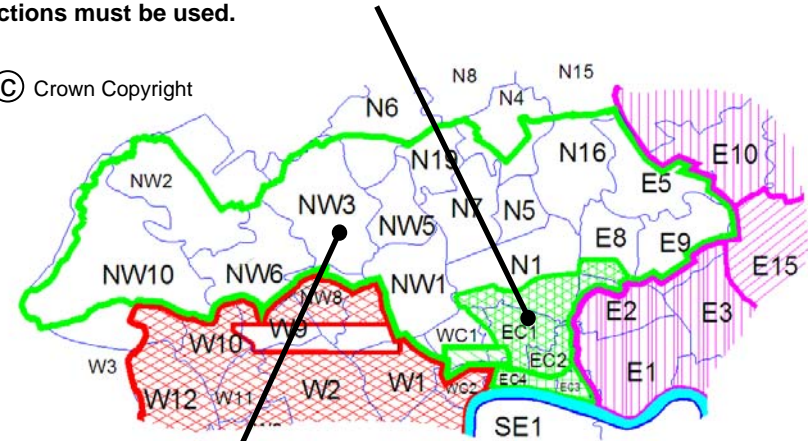 ctions must be used.
© Crown Copyright
N8
N15
N6
N4
N19
N16
E10
NW2
E5
NW3
N7
N5
NW5
E8
E9
NW10
NW6
N1
E15
NW1
NW8
E2
E3
W9
WC1
EC1
W3
W10
EC2
W12
W11
W2
W1
WC2
EC4
EC3
E1
SE1